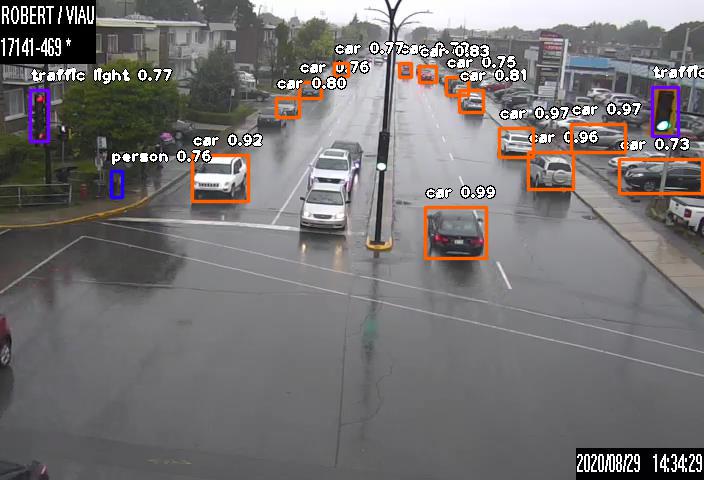 ROBERT / VIAU
17141-469 *
car 0.77
car 0.83
traffic light 0.77
car 0.76
car 0.75
traffic
car 0.80
car 0.81
car 0.97
car 0.97
car 0.92
car 0.96
car 0.73
person 0.76
car 0.99
2020/08/29 14:34:29